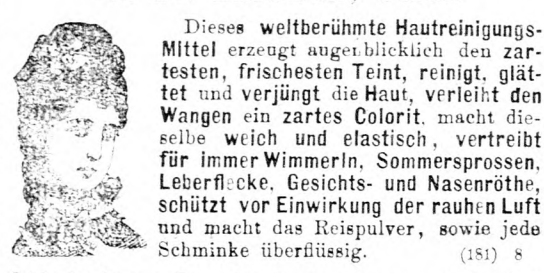 Dieses weltberühmte Hautreinigungs-
Mittel erzeugt augenblicklich den zar-
testen, frischesten Teint, reinigt, glät-
tet und verjüngt die Haut, verleiht den
Wangen ein zartes Colorit, macht die-
selbe weich und elastisch, vertreibt
für immer Wimmerln, Sommersprossen,
Leberflecke, Gesichts- und Nasenröthe,
schützt vor Einwirkung der rauhen Luft
und macht das Reispulver, sowie jede
Schminke überflüssig. (181) 8